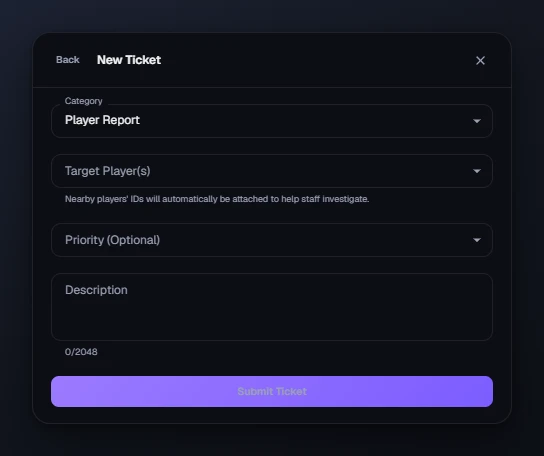 Back New Ticket
Category
Player Report
Target Player(s)
Nearby players' IDs will automatically be attached to help staff investigate.
Priority (Optional)
Description
0/2048
Submit Ticket